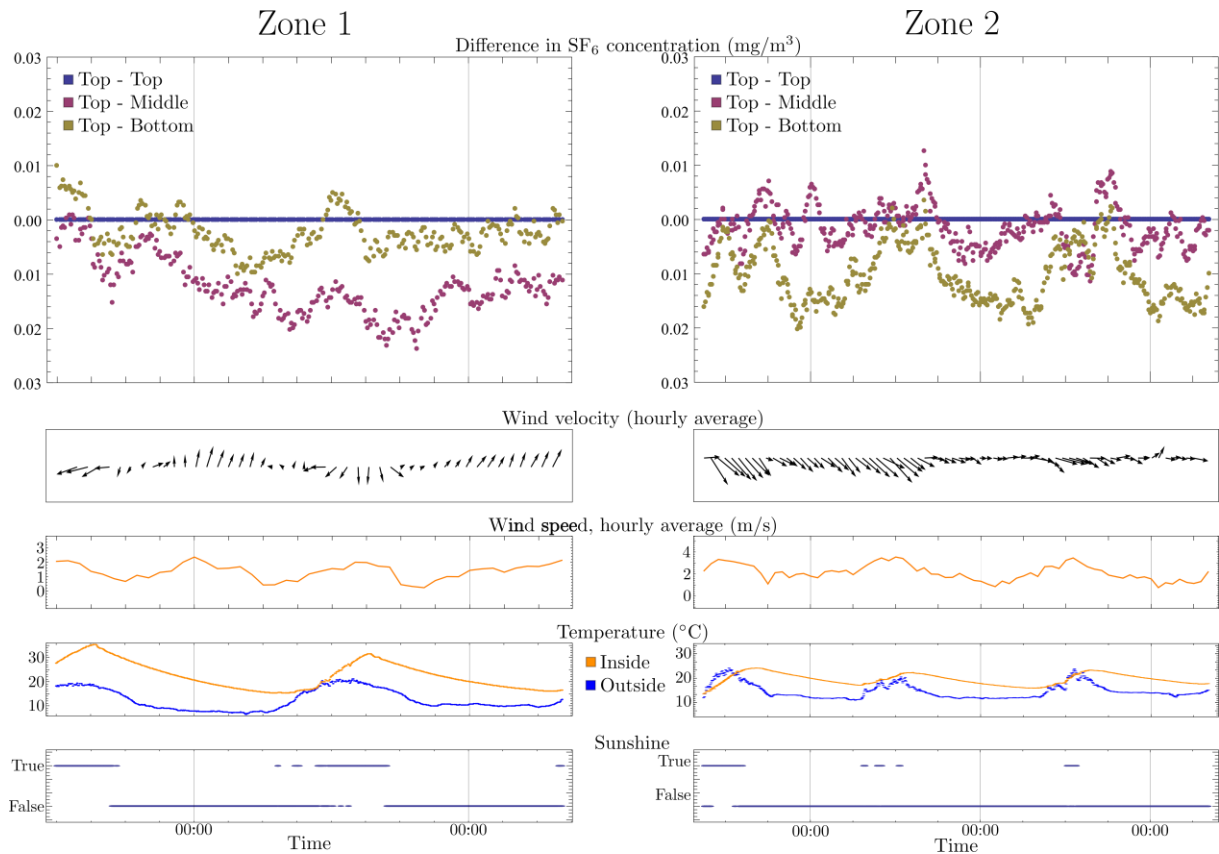 Zone 1
Zone 2
Difference in SF6 concentration (mg/m³)
0.03
0.02
0.01
0.00
0.01
0.02
0.03
Top - Top
Top - Middle
Top - Bottom
0.03
0.02
0.01
0.00
0.01
0.02
0.03
Top - Top
Top - Middle
Top - Bottom
Wind velocity (hourly average)
Wind speed, hourly average (m/s)
3
2
1
0
4
2
0
Temperature (°C)
30
20
10
Inside
Outside
30
20
10
Sunshine
True
False
True
False
00:00
00:00
00:00
00:00
00:00
Time
Time